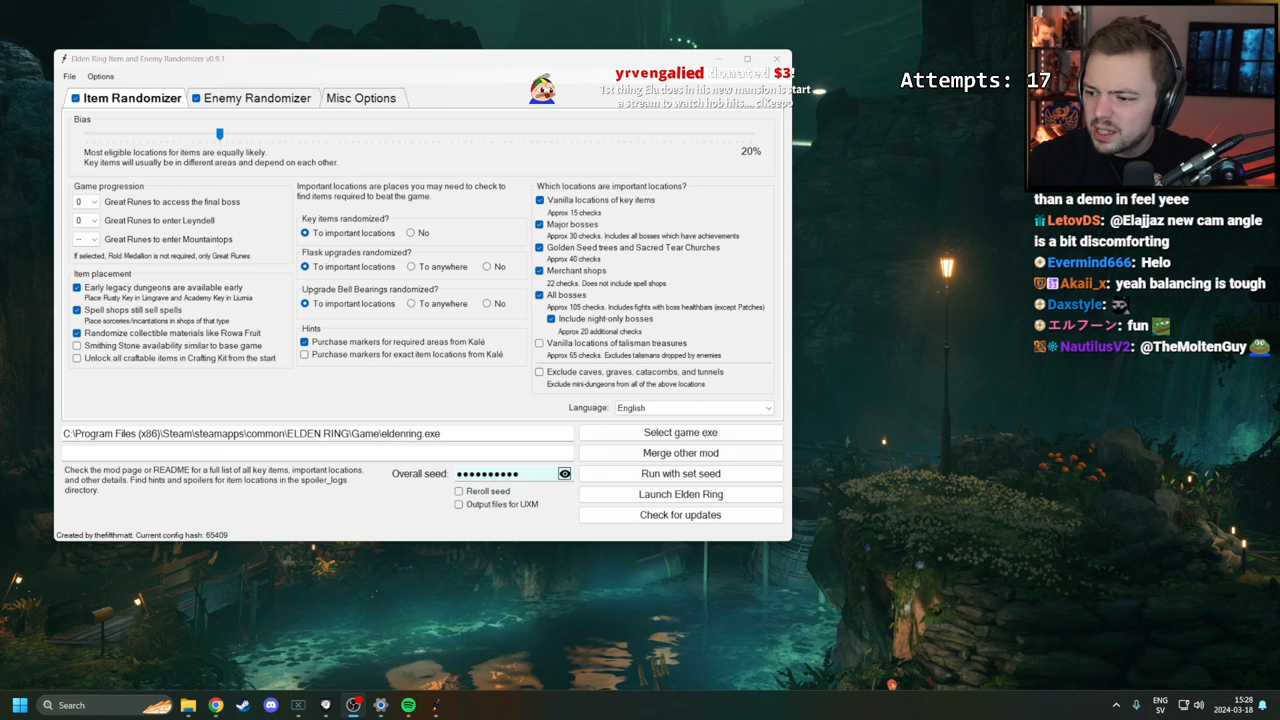 Elden Ring Item and Enemy Randomizer v0.9.1
File Options
Item Randomizer Enemy Randomizer Misc Options
yrvengalied donated $3!
1st thing Ela does in his new mansion is start
a stream to watch hob hits.... clKeepo
Attempts: 17
Bias
Most eligible locations for items are equally likely.
Key items will usually be in different areas and depend on each other.
20%
Game progression
0 Great Runes to access the final boss
0 Great Runes to enter Leyndell
-- Great Runes to enter Mountaintops
If selected, Rold Medallion is not required, only Great Runes
Item placement
Early legacy dungeons are available early
Place Rusty Key in Limgrave and Academy Key in Liurnia
Spell shops still sell spells
Place sorceries/incantations in shops of that type
Randomize collectible materials like Rowa Fruit
Smithing Stone availability similar to base game
Unlock all craftable items in Crafting Kit from the start
Important locations are places you may need to check to
find items required to beat the game.
Key items randomized?
To important locations No
Flask upgrades randomized?
To important locations To anywhere No
Upgrade Bell Bearings randomized?
To important locations To anywhere No
Hints
Purchase markers for required areas from Kalé
Purchase markers for exact item locations from Kalé
Which locations are important locations?
Vanilla locations of key items
Approx 15 checks
Major bosses
Approx 30 checks. Includes all bosses which have achievements
Golden Seed trees and Sacred Tear Churches
Approx 40 checks
Merchant shops
22 checks. Does not include spell shops
All bosses
Approx 105 checks. Includes fights with boss healthbars (except Patches)
Include night-only bosses
Approx 20 additional checks
Vanilla locations of talisman treasures
Approx 65 checks. Excludes talismans dropped by enemies
Exclude caves, graves, catacombs, and tunnels
Exclude mini-dungeons from all of the above locations
Language: English
C:\Program Files (x86)\Steam\steamapps\common\ELDEN RING\Game\eldenring.exe
Select game exe
Merge other mod
Check the mod page or README for a full list of all key items, important locations,
and other details. Find hints and spoilers for item locations in the spoiler_logs
directory.
Overall seed: ●●●●●●●●●●
Reroll seed
Output files for UXM
Run with set seed
Launch Elden Ring
Check for updates
Created by thefifthmatt. Current config hash: 65409
than a demo in feel yeee
LetovDS: @Elajjaz new cam angle
is a bit discomforting
Evermind666: Helo
Akaii_x: yeah balancing is tough
Daxstyle:
エルフーン: fun
NautilusV2: @TheMoltenGuy
Search
ENG
SV
15:28
2024-03-18